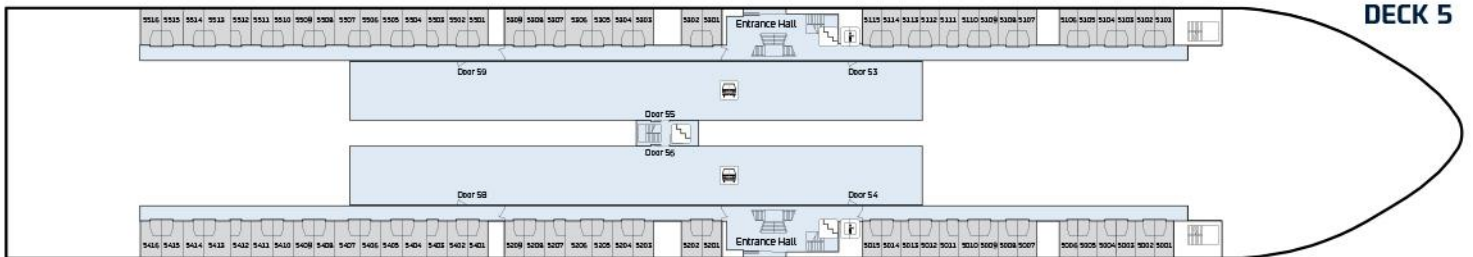 DECK 5
5516 5515 5514 5513 5512 5511 5510 5509 5508 5507 5506 5505 5504 5503 5502 5501 5309 5308 5307 5306 5305 5304 5303 5302 5301 Entrance Hall 5115 5114 5113 5112 5111 5110 5109 5108 5107 5106 5105 5104 5103 5102 5101
Door 59 Door 53
Door 55
Door 56
Door 58 Door 54
5416 5415 5414 5413 5412 5411 5410 5409 5408 5407 5406 5405 5404 5403 5402 5401 5209 5208 5207 5206 5205 5204 5203 5202 5201 Entrance Hall 5015 5014 5013 5012 5011 5010 5009 5008 5007 5006 5005 5004 5003 5002 5001